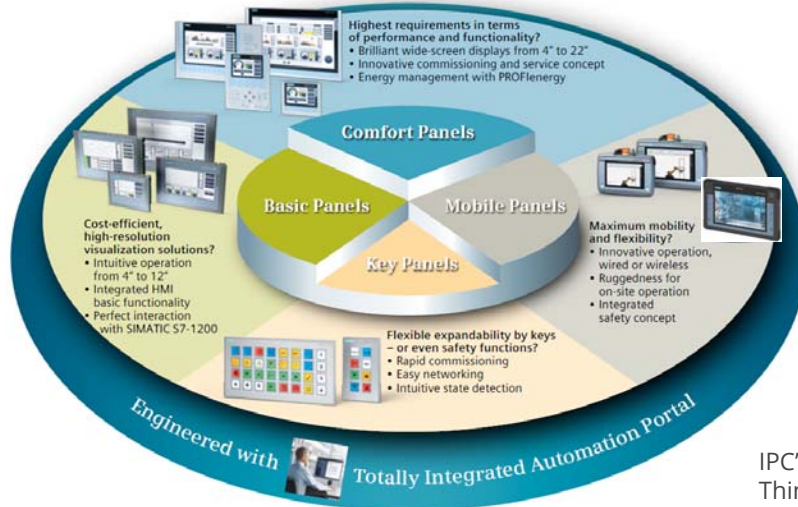 Highest requirements in terms
of performance and functionality?
• Brilliant wide-screen displays from 4" to 22"
• Innovative commissioning and service concept
• Energy management with PROFIenergy
Comfort Panels
Basic Panels
Mobile Panels
Key Panels
Cost-efficient,
high-resolution
visualization solutions?
• Intuitive operation
from 4" to 12"
• Integrated HMI
basic functionality
• Perfect interaction
with SIMATIC S7-1200
Maximum mobility
and flexibility?
• Innovative operation,
wired or wireless
• Ruggedness for
on-site operation
• Integrated
safety concept
Flexible expandability by keys
– or even safety functions?
• Rapid commissioning
• Easy networking
• Intuitive state detection
Engineered with Totally Integrated Automation Portal